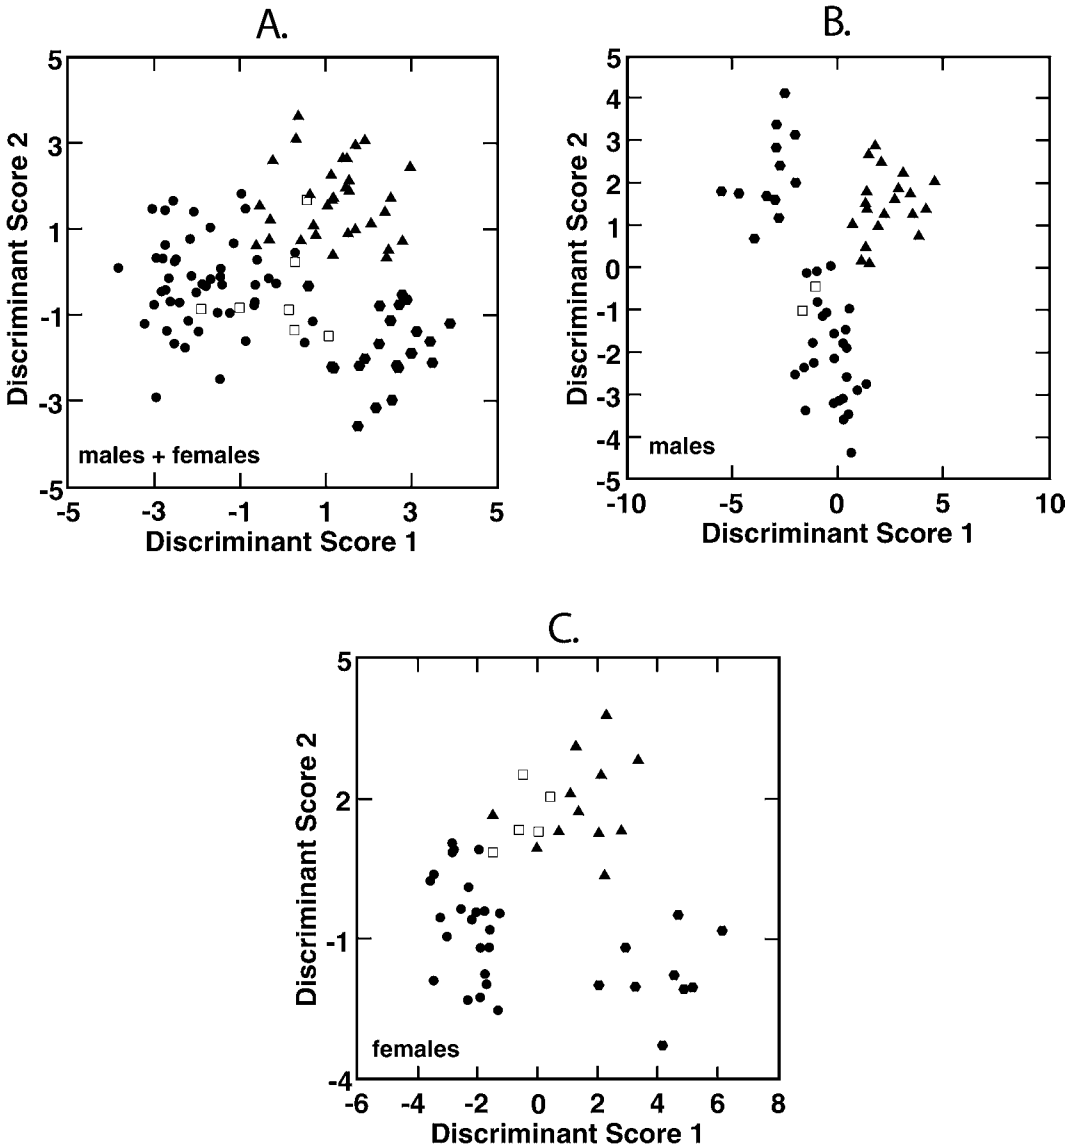 A.
5
3
1
-1
-3
-5
Discriminant Score 2
males + females
-5 -3 -1 1 3 5
Discriminant Score 1
B.
5
4
3
2
1
0
-1
-2
-3
-4
-5
Discriminant Score 2
males
-10 -5 0 5 10
Discriminant Score 1
C.
5
2
-1
-4
Discriminant Score 2
females
-6 -4 -2 0 2 4 6 8
Discriminant Score 1